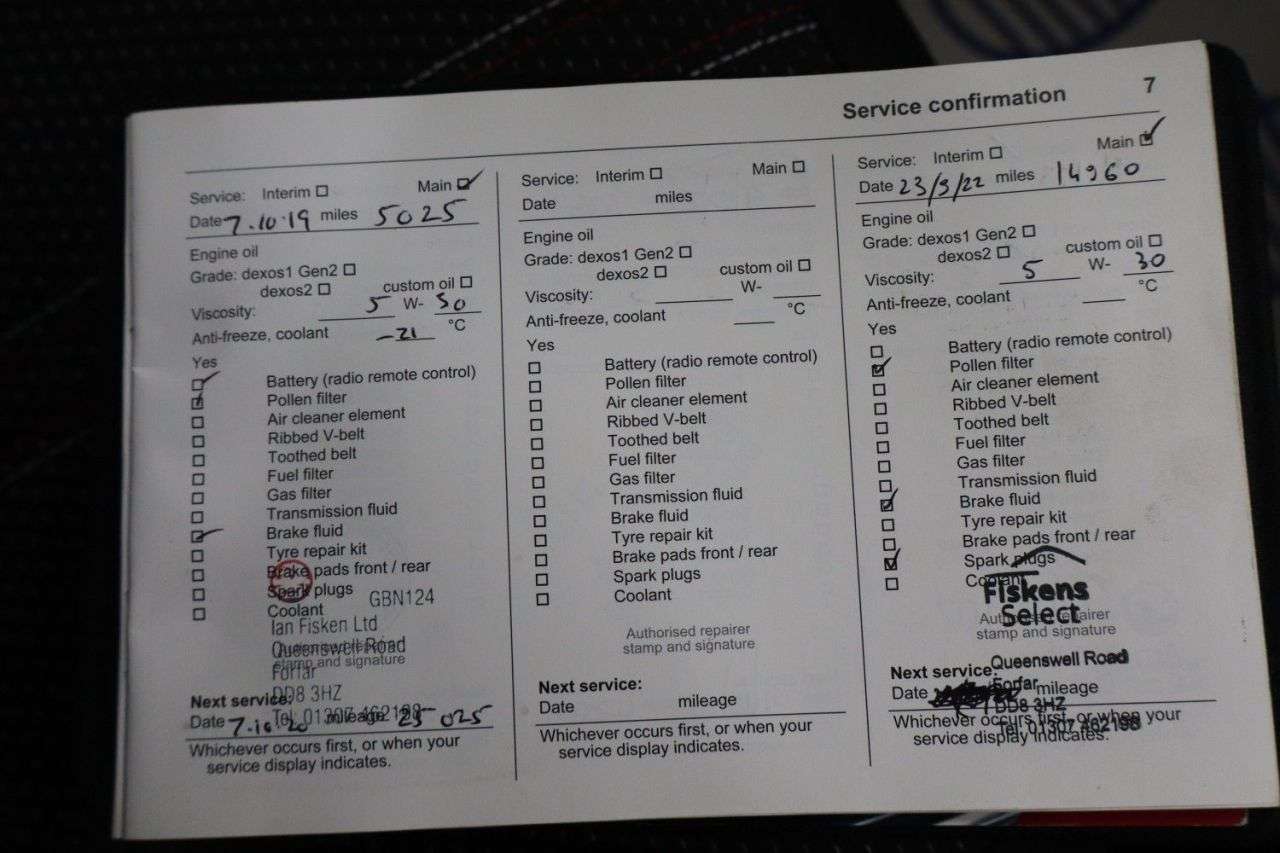 Service confirmation 7
Service: Interim Main
Date 7.10.19 miles 5025
Engine oil
Grade: dexos1 Gen2
dexos2 custom oil
Viscosity: 5 W- 30
Anti-freeze, coolant -21 °C
Yes
Battery (radio remote control)
Pollen filter
Air cleaner element
Ribbed V-belt
Toothed belt
Fuel filter
Gas filter
Transmission fluid
Brake fluid
Tyre repair kit
Brake pads front / rear
Spark plugs
Coolant
GBN124
Ian Fisken Ltd
Queenswell Road
Authorised repairer
stamp and signature
Forfar
DD8 3HZ
Tel. 01307 462198
Next service:
Date 7.10.20 mileage 25 025
Whichever occurs first, or when your
service display indicates.
Service: Interim Main
Date miles
Engine oil
Grade: dexos1 Gen2
dexos2 custom oil
Viscosity: W-
Anti-freeze, coolant °C
Yes
Battery (radio remote control)
Pollen filter
Air cleaner element
Ribbed V-belt
Toothed belt
Fuel filter
Gas filter
Transmission fluid
Brake fluid
Tyre repair kit
Brake pads front / rear
Spark plugs
Coolant
Authorised repairer
stamp and signature
Next service:
Date mileage
Whichever occurs first, or when your
service display indicates.
Service: Interim Main
Date 23/3/22 miles 14960
Engine oil
Grade: dexos1 Gen2
dexos2 custom oil
Viscosity: 5 W- 30
Anti-freeze, coolant °C
Yes
Battery (radio remote control)
Pollen filter
Air cleaner element
Ribbed V-belt
Toothed belt
Fuel filter
Gas filter
Transmission fluid
Brake fluid
Tyre repair kit
Brake pads front / rear
Spark plugs
Coolant
Fiskens
Select
Authorised repairer
stamp and signature
Queenswell Road
Forfar
DD8 3HZ
Tel. 01307 462198
Next service:
Date mileage
Whichever occurs first, or when your
service display indicates.